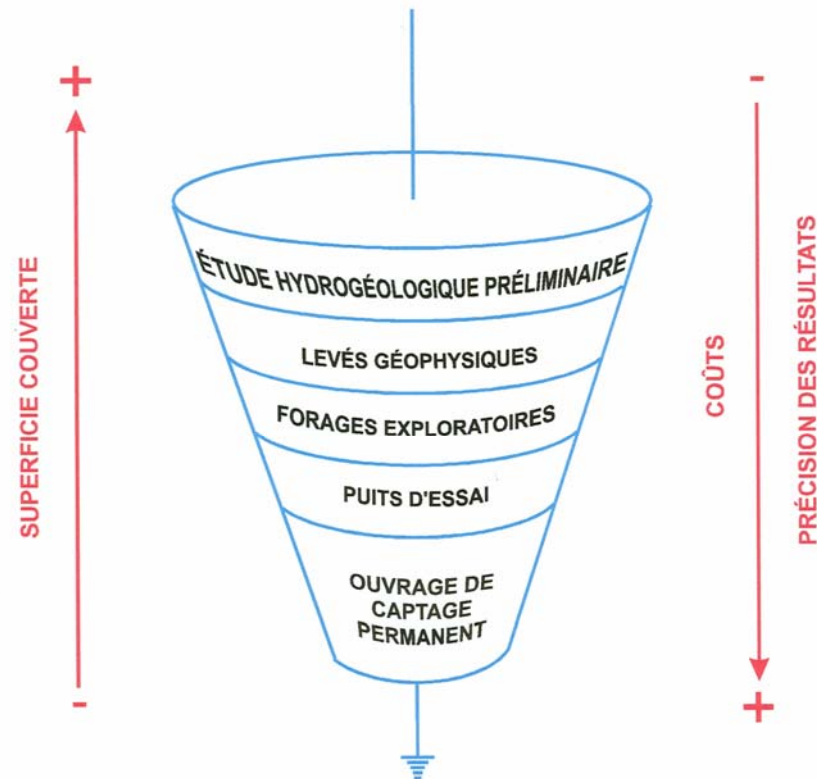 +
-
ÉTUDE HYDROGÉOLOGIQUE PRÉLIMINAIRE
LEVÉS GÉOPHYSIQUES
FORAGES EXPLORATOIRES
PUITS D'ESSAI
OUVRAGE DE
CAPTAGE
PERMANENT
SUPERFICIE COUVERTE
COÛTS
PRÉCISION DES RÉSULTATS
-
+